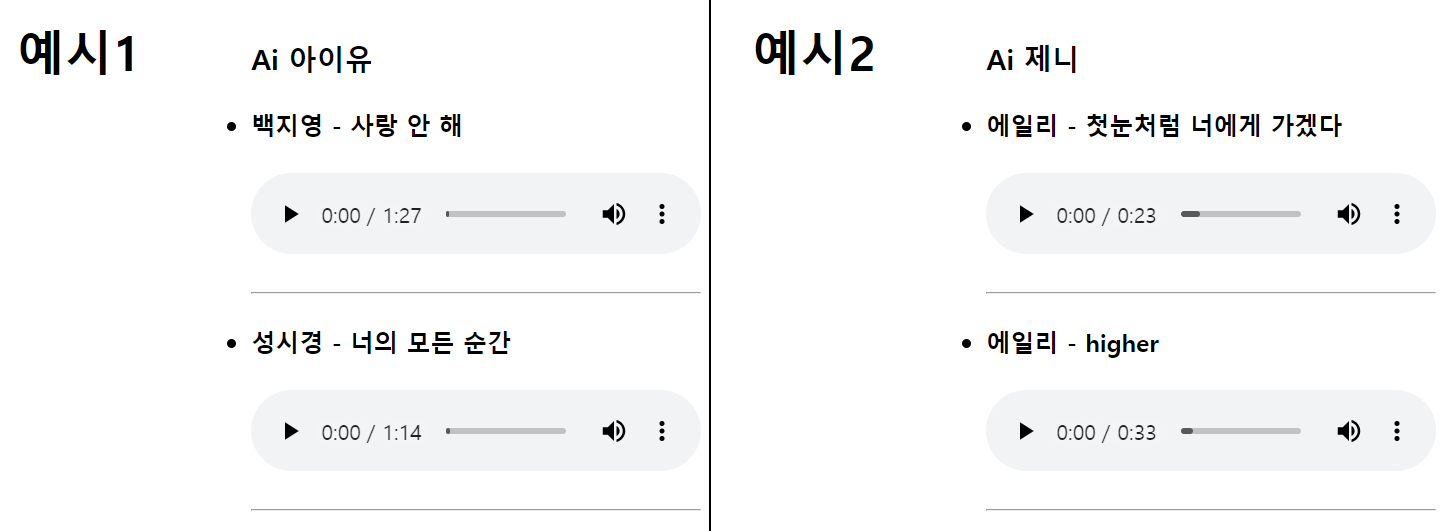 예시1
Ai 아이유
백지영 - 사랑 안 해
0:00 / 1:27
성시경 - 너의 모든 순간
0:00 / 1:14
예시2
Ai 제니
에일리 - 첫눈처럼 너에게 가겠다
0:00 / 0:23
에일리 - higher
0:00 / 0:33